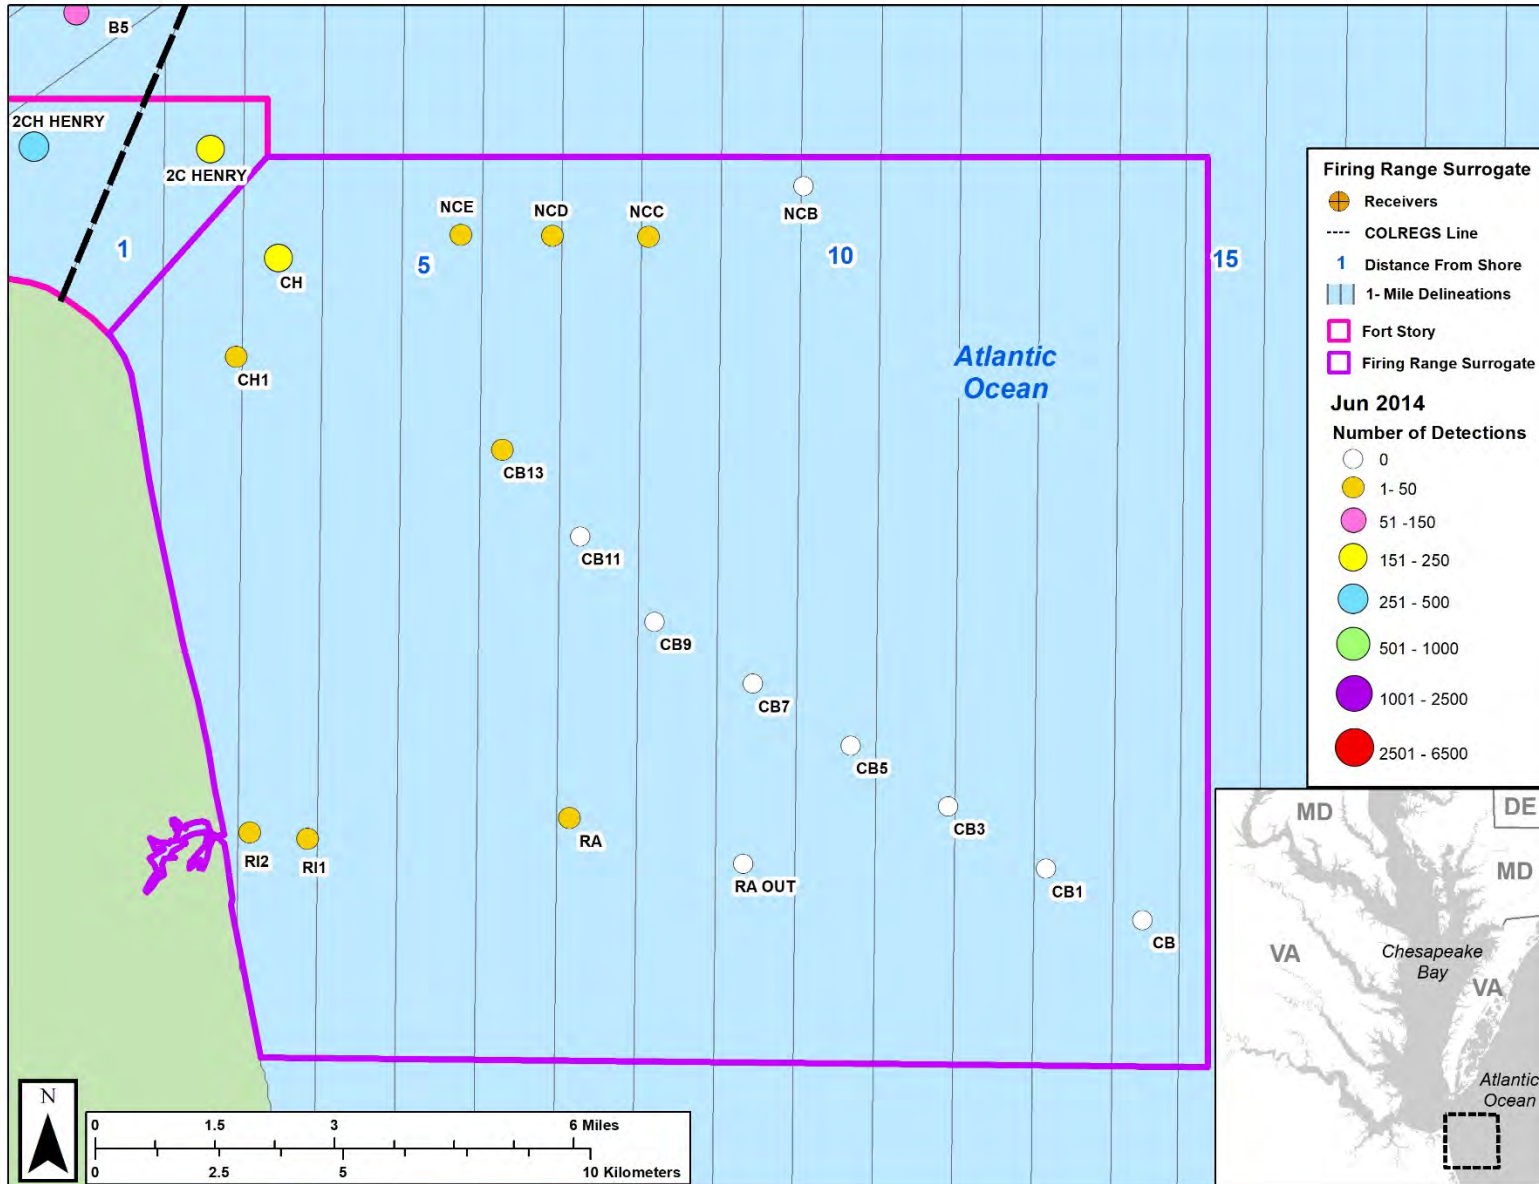 B5
2CH HENRY
2C HENRY
NCE
NCD
NCC
NCB
1
5
10
15
CH
CH1
Atlantic
Ocean
CB13
CB11
CB9
CB7
CB5
CB3
CB1
CB
RI2
RI1
RA
RA OUT
Firing Range Surrogate
Receivers
COLREGS Line
1 Distance From Shore
1- Mile Delineations
Fort Story
Firing Range Surrogate
Jun 2014
Number of Detections
0
1- 50
51 -150
151 - 250
251 - 500
501 - 1000
1001 - 2500
2501 - 6500
MD
DE
MD
VA
Chesapeake
Bay
VA
Atlantic
Ocean
N
0 1.5 3 6 Miles
0 2.5 5 10 Kilometers